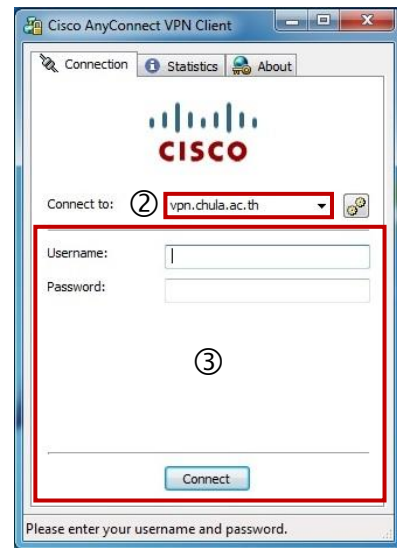 Cisco AnyConnect VPN Client
Connection Statistics About
CISCO
Connect to: ② vpn.chula.ac.th
Username:
Password:
③
Connect
Please enter your username and password.